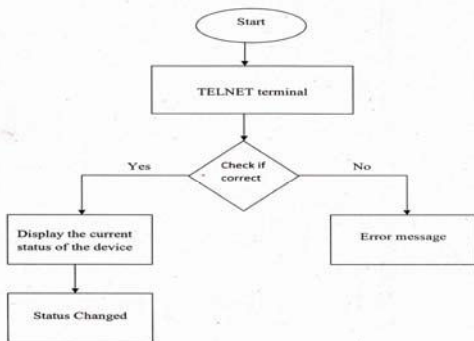 Start
TELNET terminal
Check if
correct
Yes
No
Display the current
status of the device
Error message
Status Changed